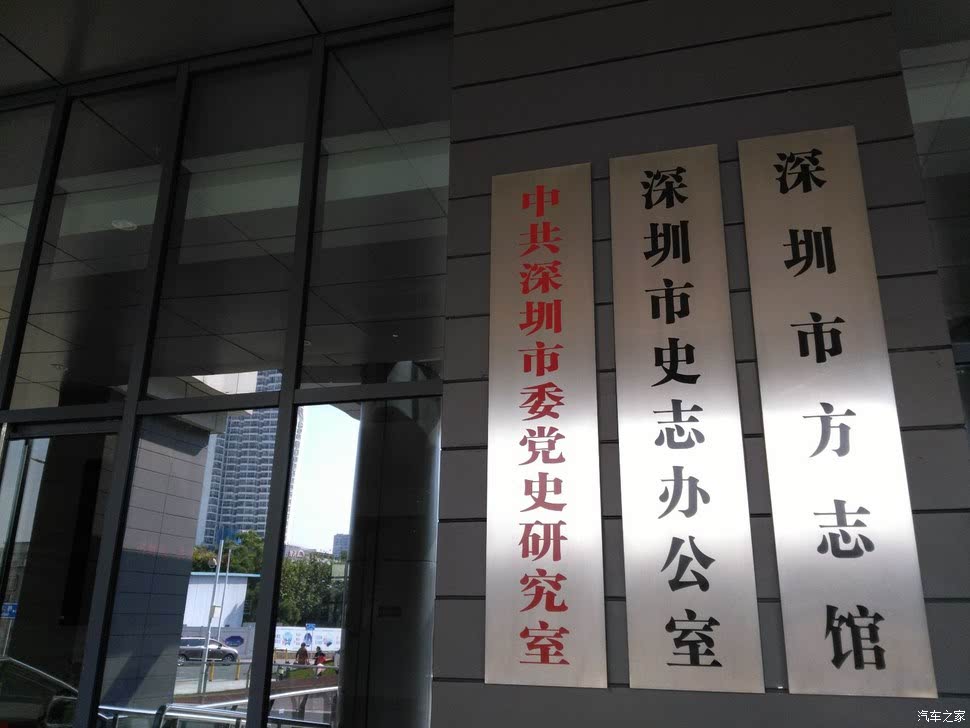 中共深圳市委党史研究室
深圳市史志办公室
深圳市方志馆
汽车之家